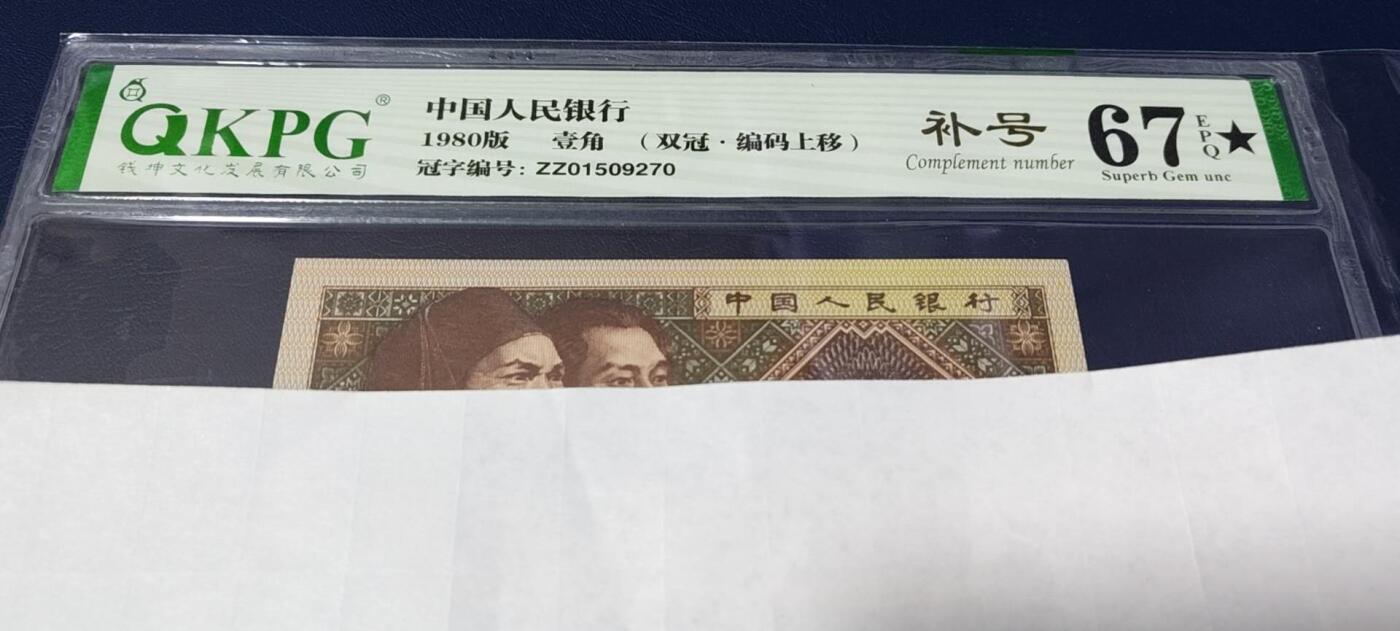 QKPG®
钱坤文化发展有限公司
中国人民银行
1980版 壹角 （双冠·编码上移）
冠字编号: ZZ01509270
补号
Complement number
67 EPQ★
Superb Gem unc
中国人民银行